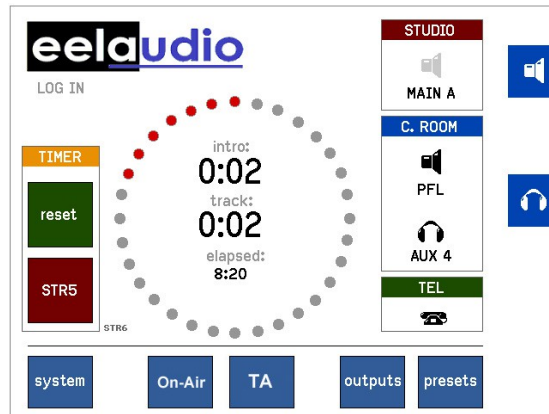 eelaudio
LOG IN
TIMER
reset
STR5
STR6
intro:
0:02
track:
0:02
elapsed:
8:20
STUDIO
MAIN A
C. ROOM
PFL
AUX 4
TEL
system
On-Air
TA
outputs
presets